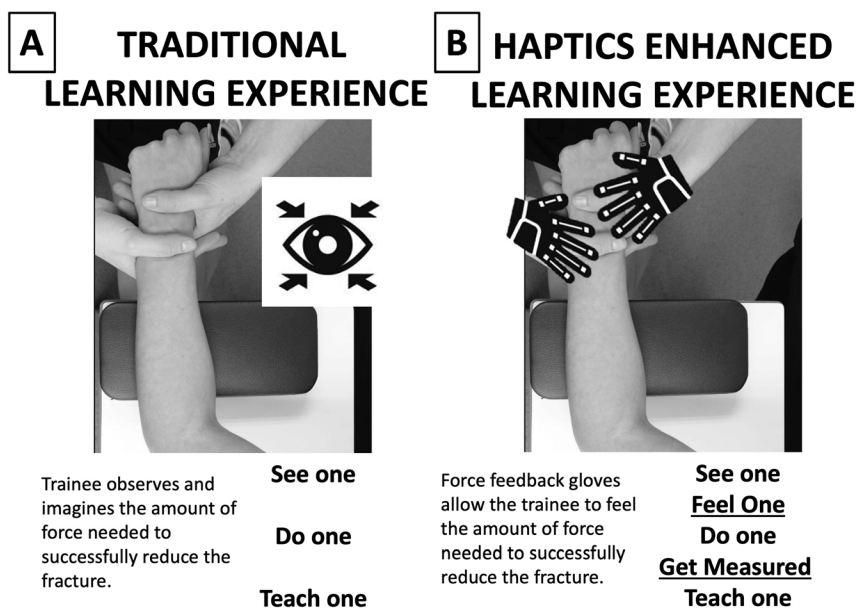 A
TRADITIONAL
LEARNING EXPERIENCE
Trainee observes and
imagines the amount of
force needed to
successfully reduce the
fracture.
See one
Do one
Teach one
B
HAPTICS ENHANCED
LEARNING EXPERIENCE
Force feedback gloves
allow the trainee to feel
the amount of force
needed to successfully
reduce the fracture.
See one
Feel One
Do one
Get Measured
Teach one